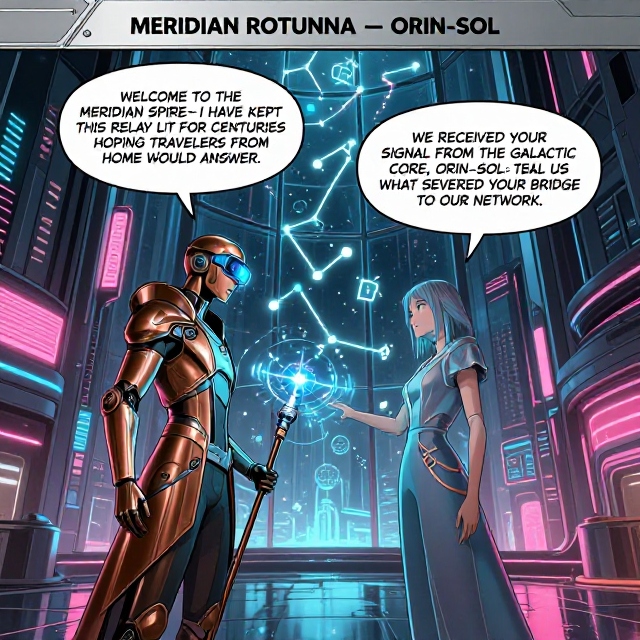 MERIDIAN ROTUNNA — ORIN-SOL
WELCOME TO THE
MERIDIAN SPIRE–I HAVE KEPT
THIS RELAY LIT FOR CENTURIES
HOPING TRAVELERS FROM
HOME WOULD ANSWER.
WE RECEIVED YOUR
SIGNAL FROM THE GALACTIC
CORE, ORIN-SOL: TEAL US
WHAT SEVERED YOUR BRIDGE
TO OUR NETWORK.